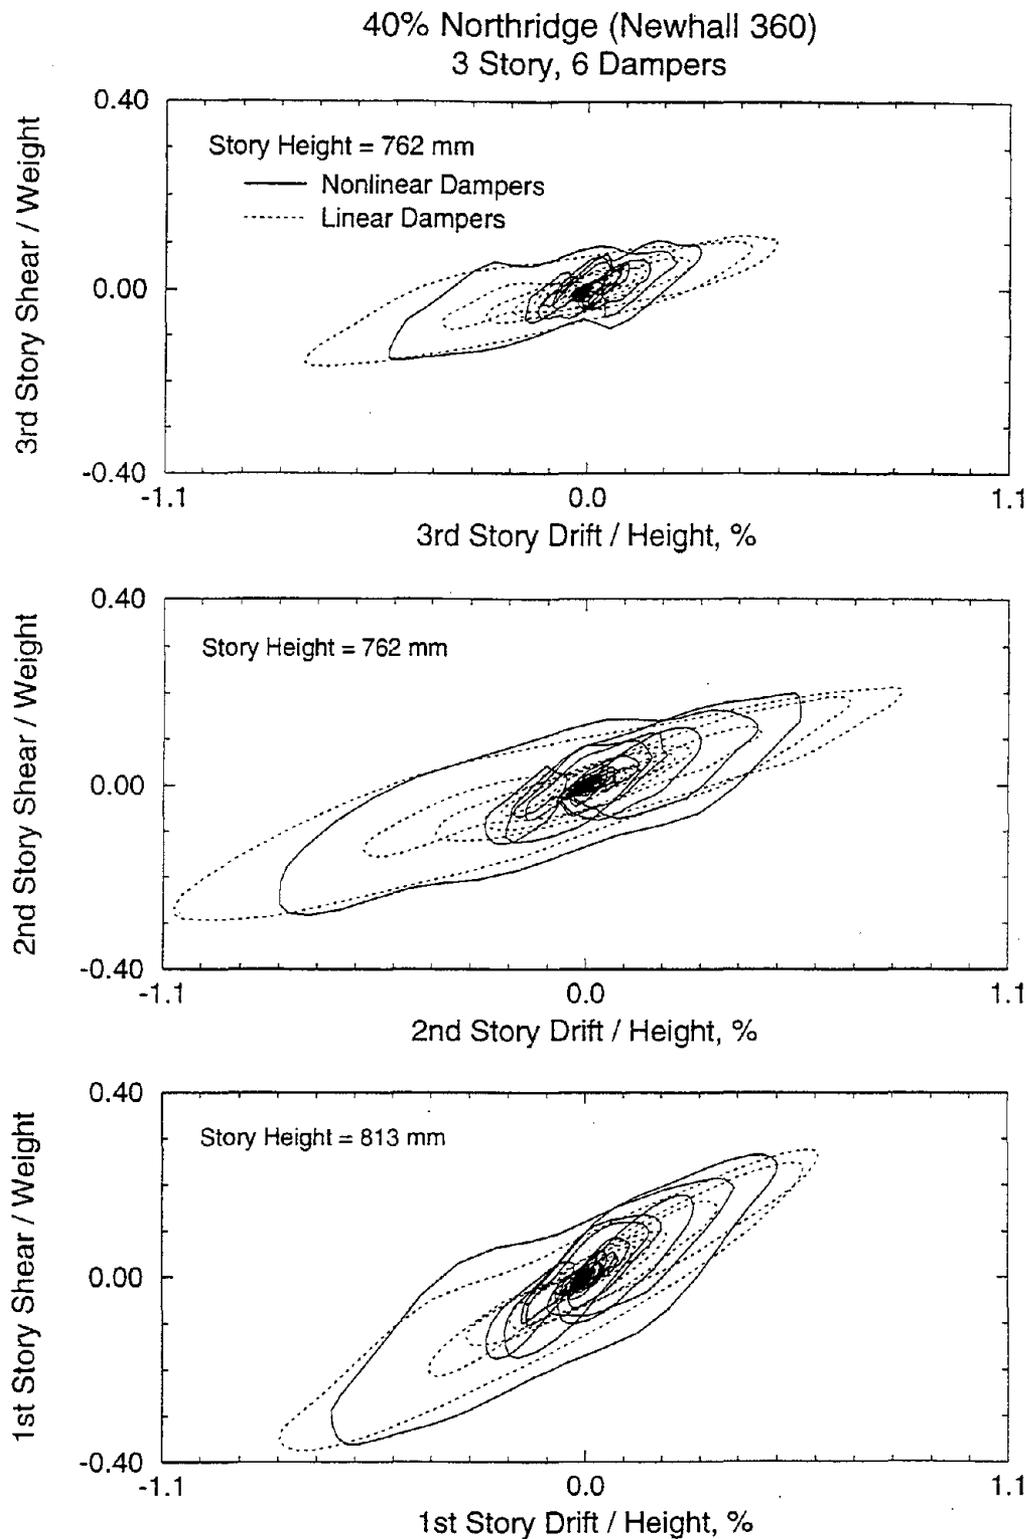 40% Northridge (Newhall 360)
3 Story, 6 Dampers
3rd Story Shear / Weight
0.40
0.00
-0.40
Story Height = 762 mm
Nonlinear Dampers
Linear Dampers
-1.1
0.0
1.1
3rd Story Drift / Height, %
2nd Story Shear / Weight
0.40
0.00
-0.40
Story Height = 762 mm
-1.1
0.0
1.1
2nd Story Drift / Height, %
1st Story Shear / Weight
0.40
0.00
-0.40
Story Height = 813 mm
-1.1
0.0
1.1
1st Story Drift / Height, %